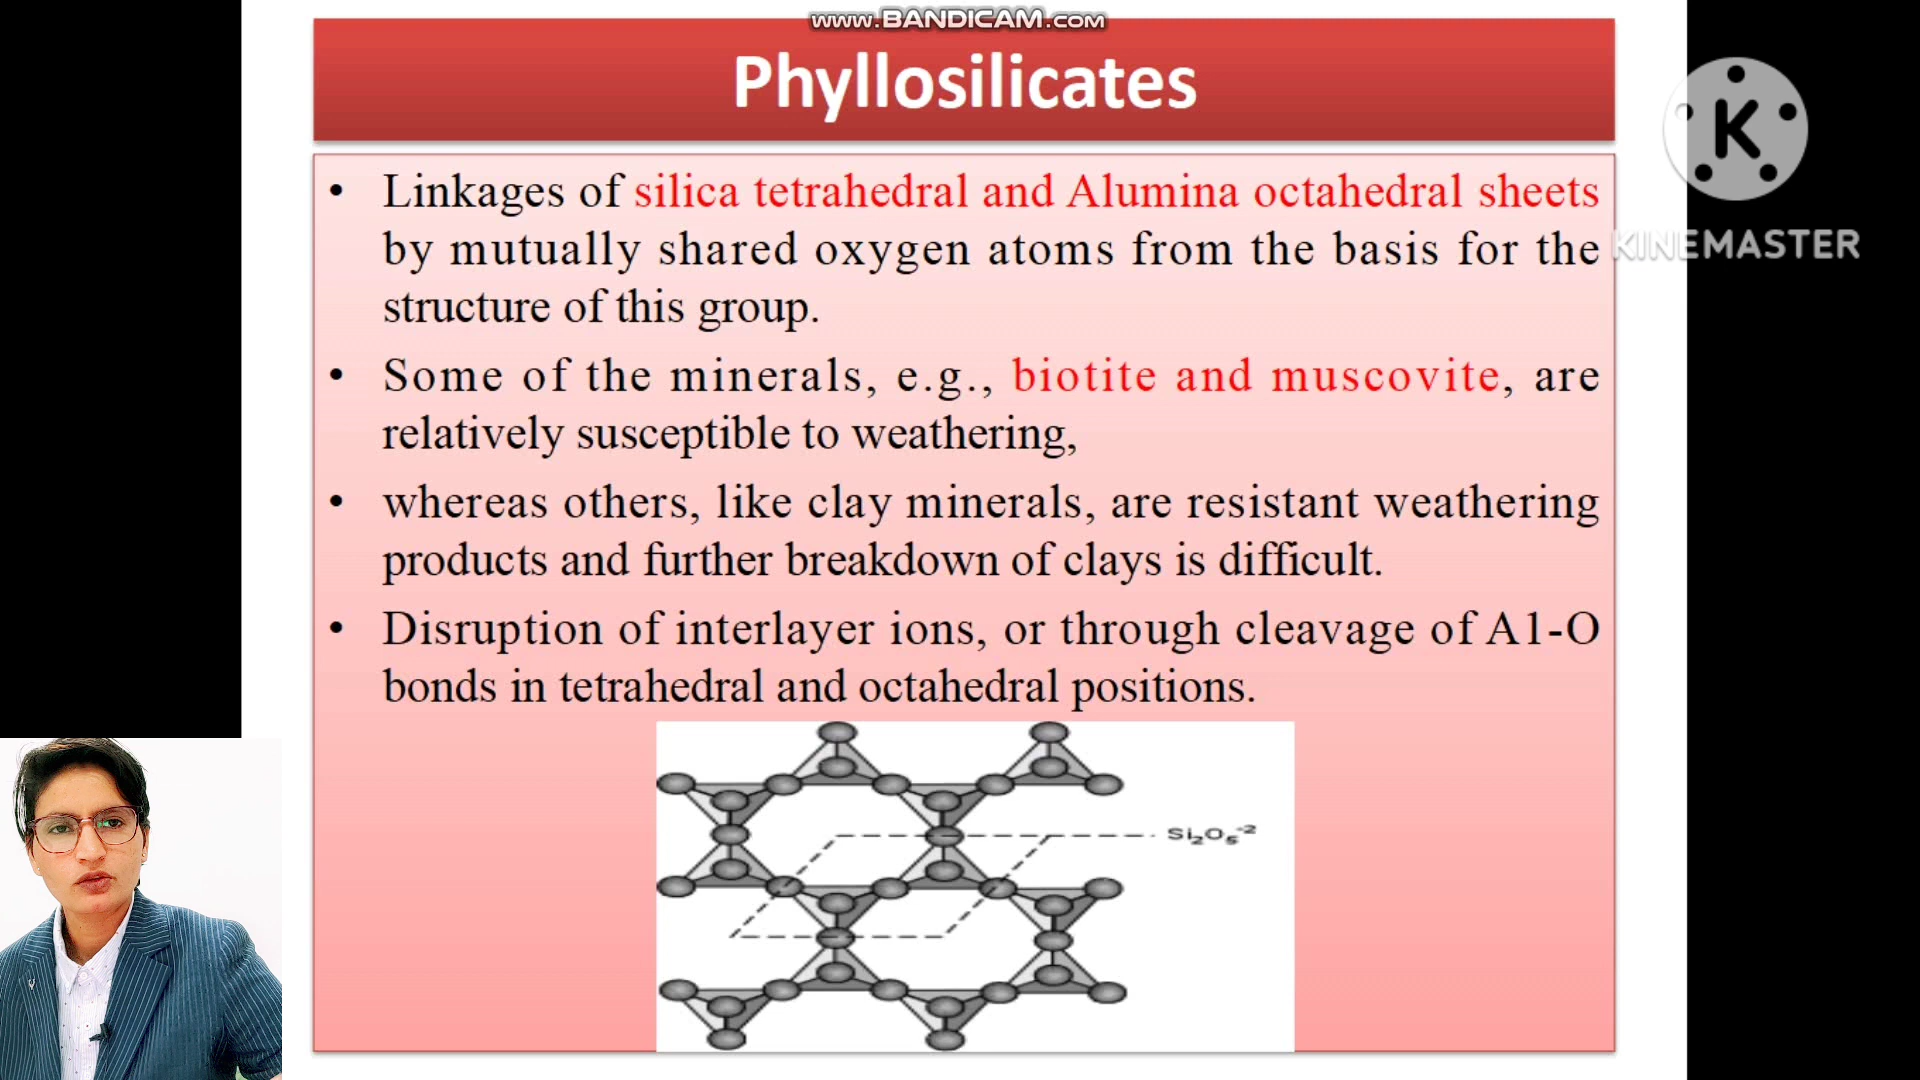 www.BANDICAM.com
Phyllosilicates
K
KINEMASTER
• Linkages of silica tetrahedral and Alumina octahedral sheets
by mutually shared oxygen atoms from the basis for the
structure of this group.
• Some of the minerals, e.g., biotite and muscovite, are
relatively susceptible to weathering,
• whereas others, like clay minerals, are resistant weathering
products and further breakdown of clays is difficult.
• Disruption of interlayer ions, or through cleavage of A1-O
bonds in tetrahedral and octahedral positions.
Si₂O₅⁻²